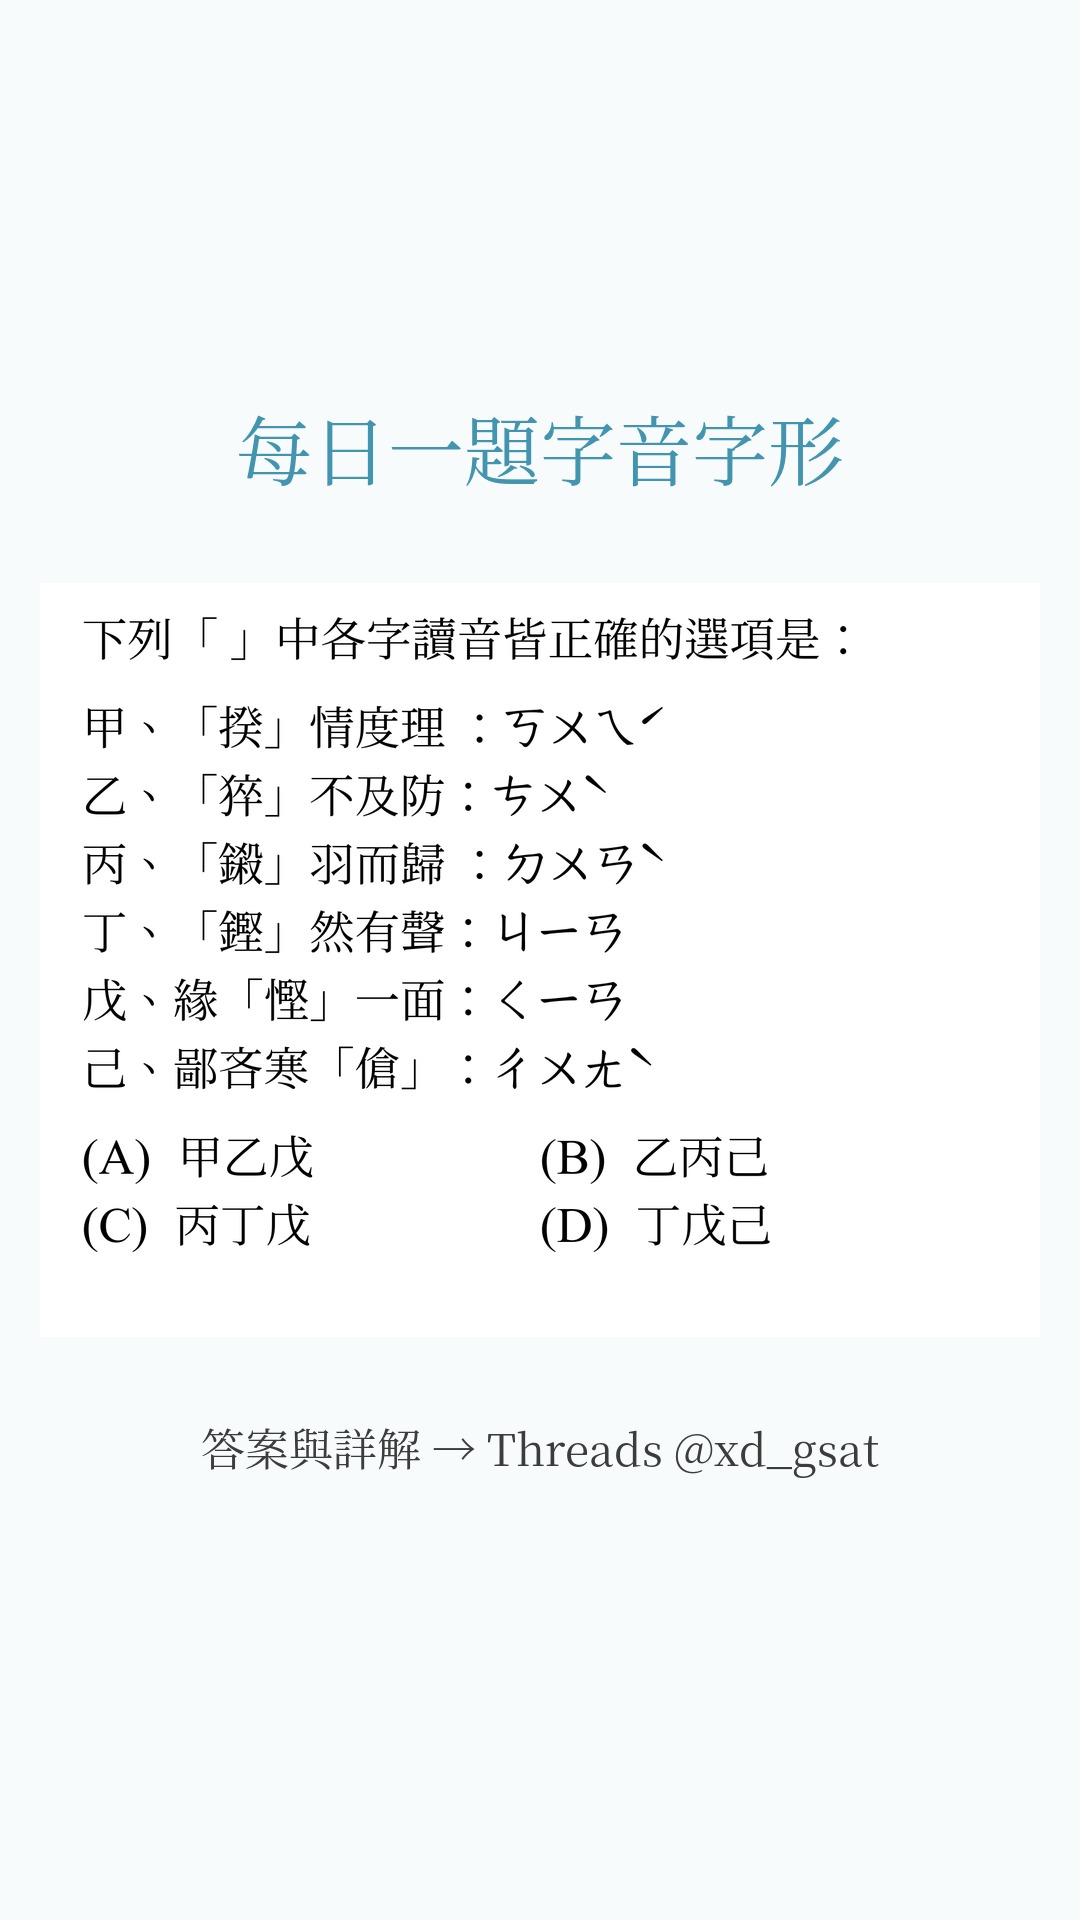 每日一題字音字形
下列「 」中各字讀音皆正確的選項是：
甲、「揆」情度理 ：ㄎㄨㄟˊ
乙、「猝」不及防：ㄘㄨˋ
丙、「鎩」羽而歸 ：ㄉㄨㄢˋ
丁、「鏗」然有聲：ㄐㄧㄢ
戊、緣「慳」一面：ㄑㄧㄢ
己、鄙吝寒「傖」：ㄔㄨㄤˋ
(A) 甲乙戊 (B) 乙丙己
(C) 丙丁戊 (D) 丁戊己
答案與詳解 → Threads @xd_gsat